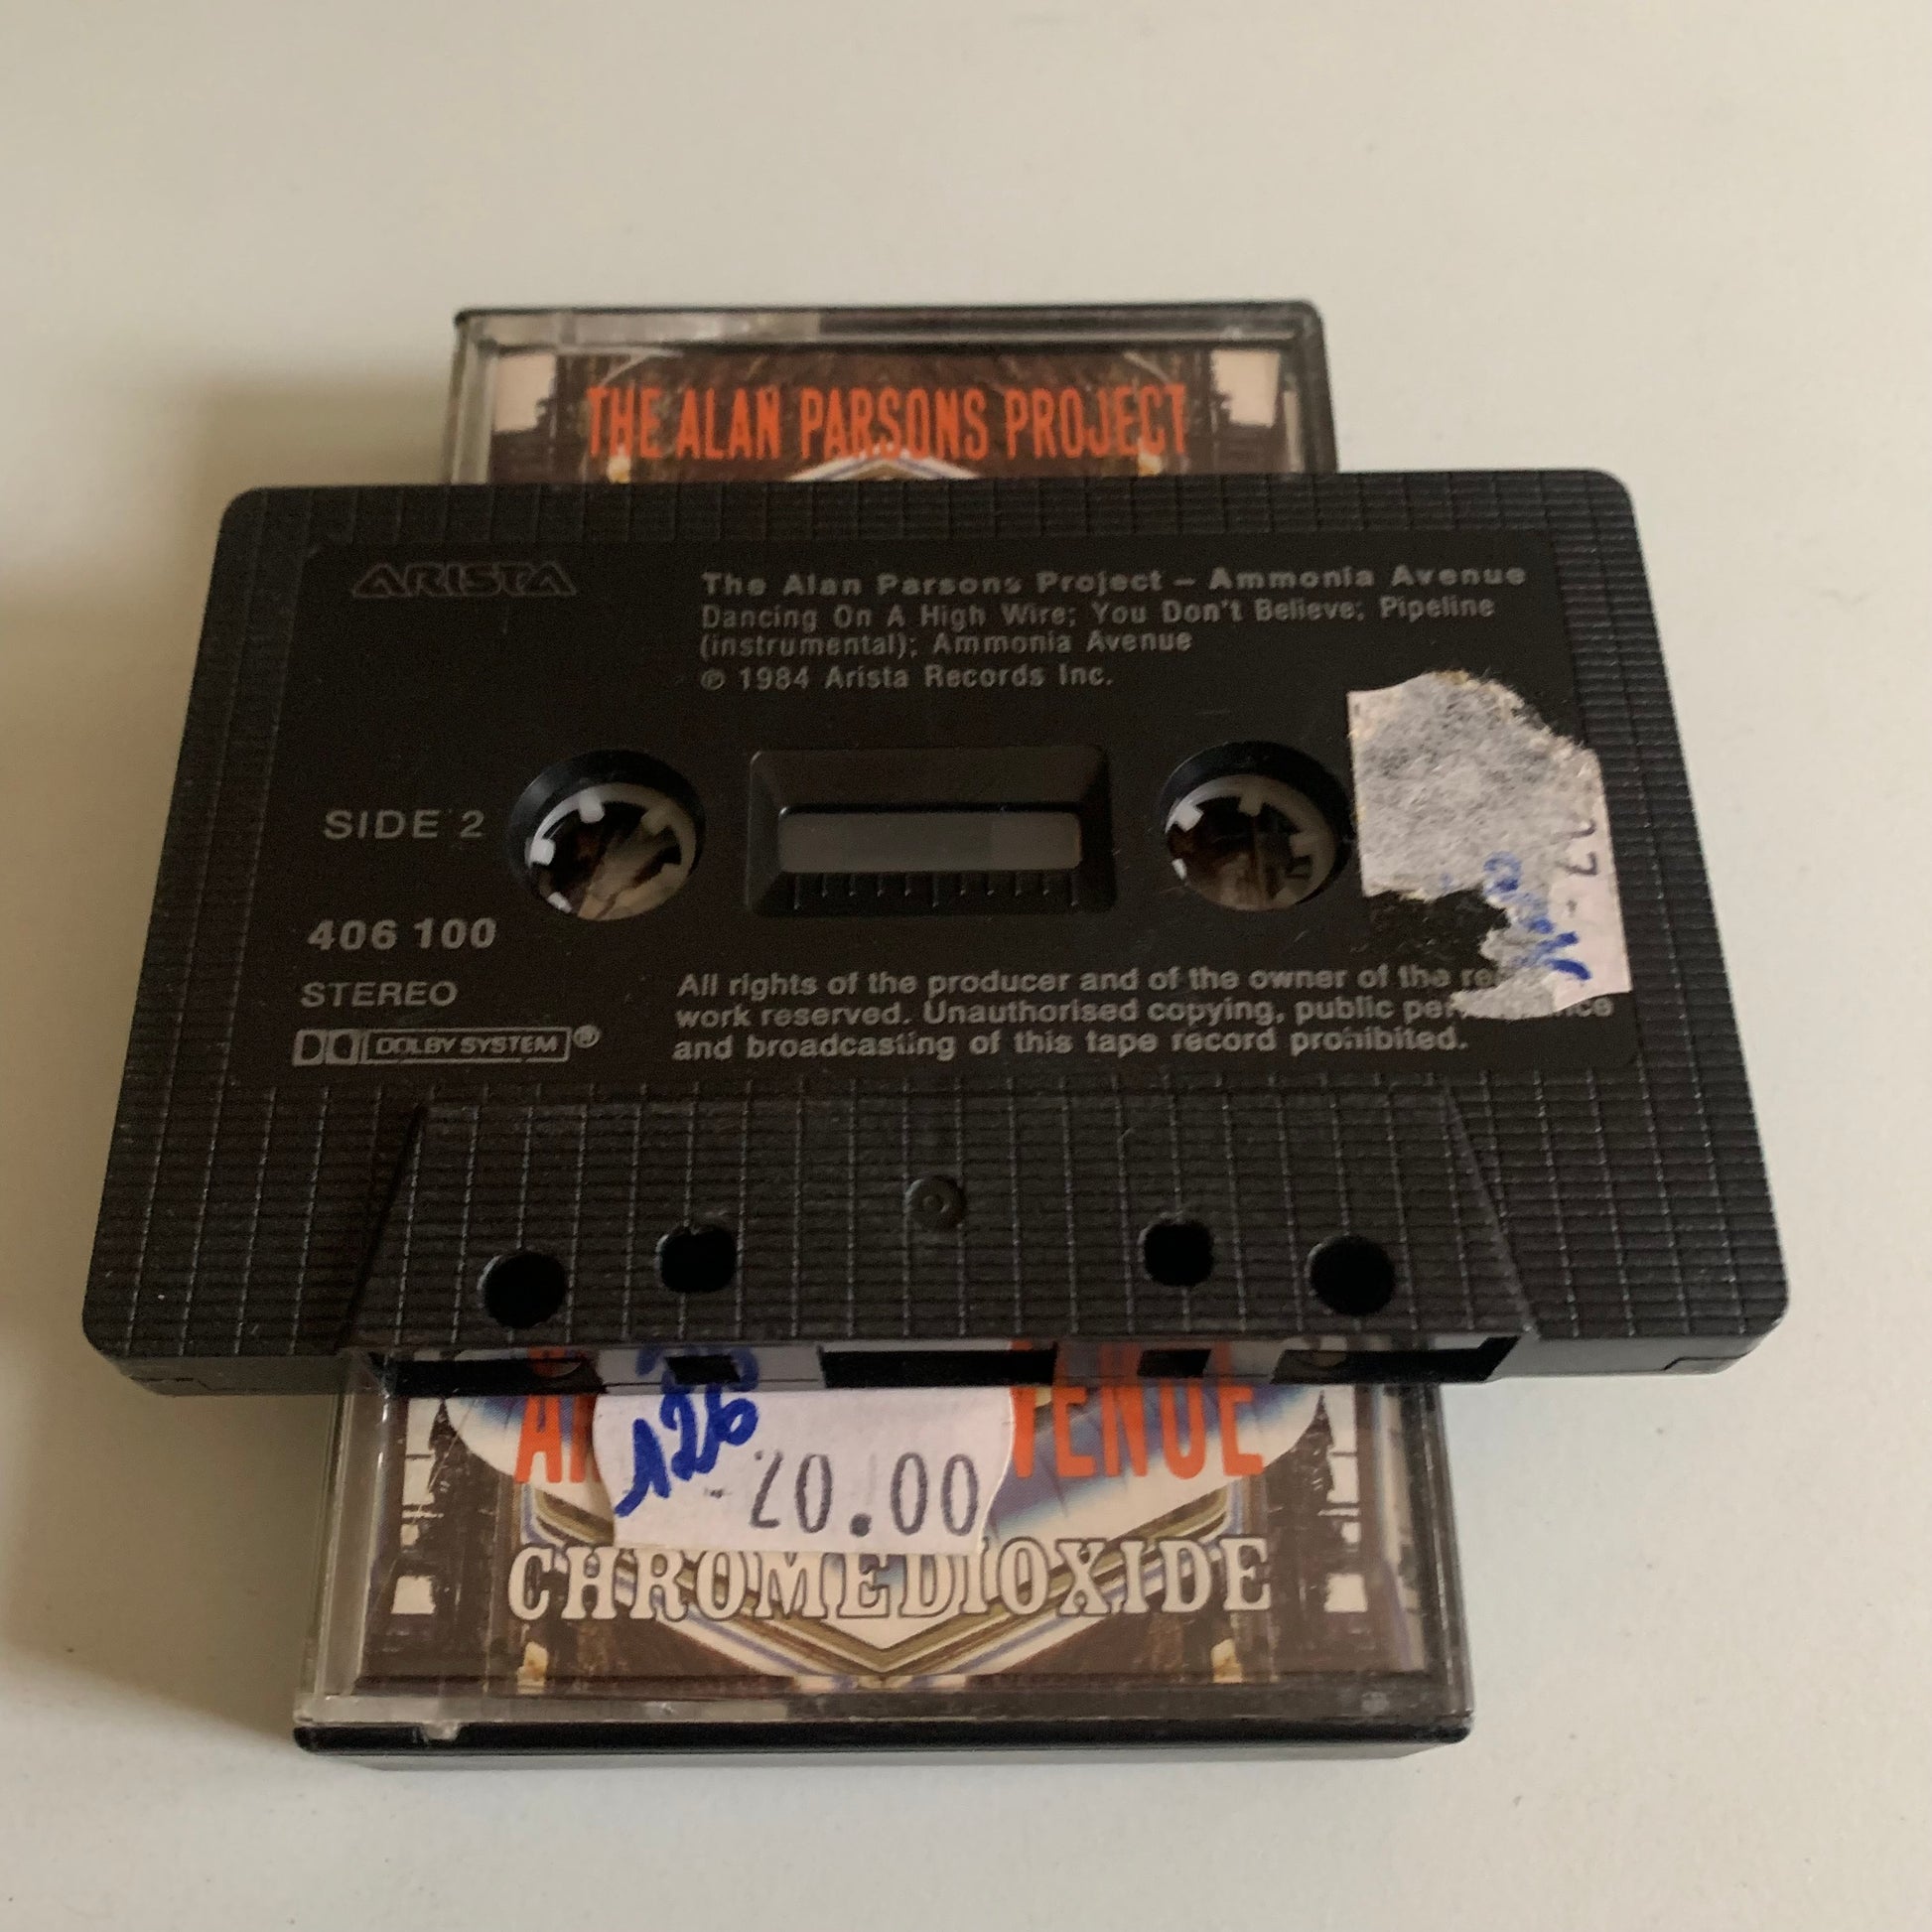 THE ALAN PARSONS PROJECT
ARISTA
The Alan Parsons Project – Ammonia Avenue
Dancing On A High Wire; You Don't Believe; Pipeline
(instrumental); Ammonia Avenue
℗ 1984 Arista Records Inc.
SIDE 2
406 100
STEREO
DOLBY SYSTEM®
All rights of the producer and of the owner of the
work reserved. Unauthorised copying, public
and broadcasting of this tape record prohibited.
126
20.00
CHROMEDIOXIDE